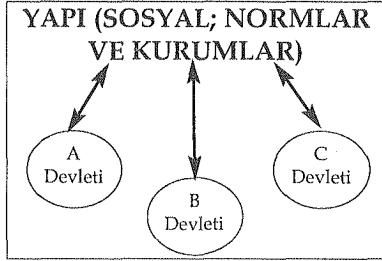 YAPI (SOSYAL; NORMLAR
VE KURUMLAR)
A
Devleti
B
Devleti
C
Devleti